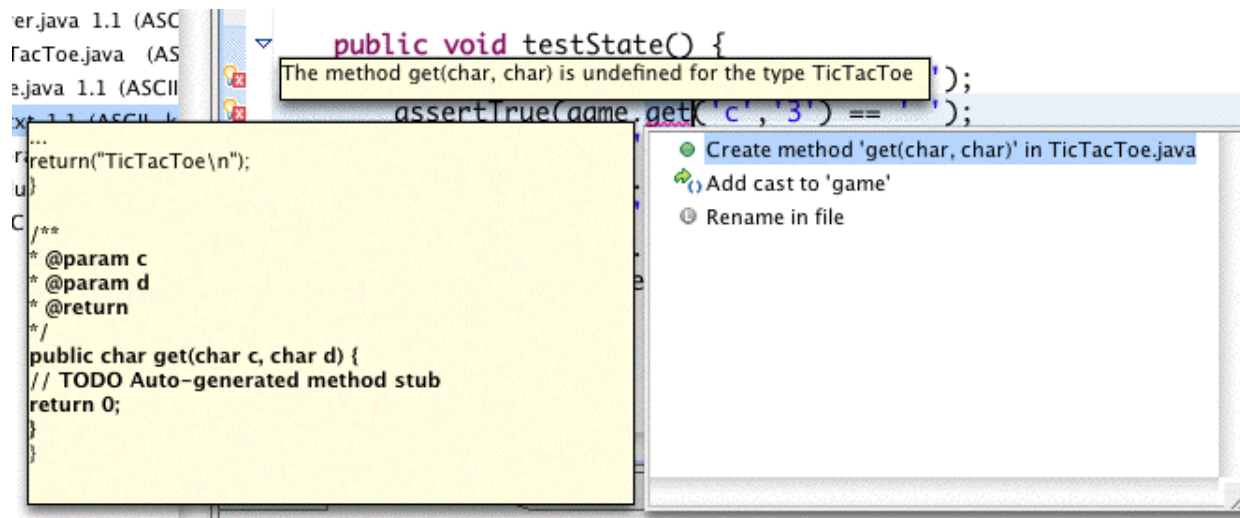 er.java 1.1 (ASC
TacToe.java (AS
e.java 1.1 (ASCII
public void testState() {
The method get(char, char) is undefined for the type TicTacToe
');
assertTrue(game.get('c', '3') == ' ');
...
return("TicTacToe\n");
}
/**
* @param c
* @param d
* @return
*/
public char get(char c, char d) {
// TODO Auto-generated method stub
return 0;
}
}
Create method 'get(char, char)' in TicTacToe.java
Add cast to 'game'
Rename in file